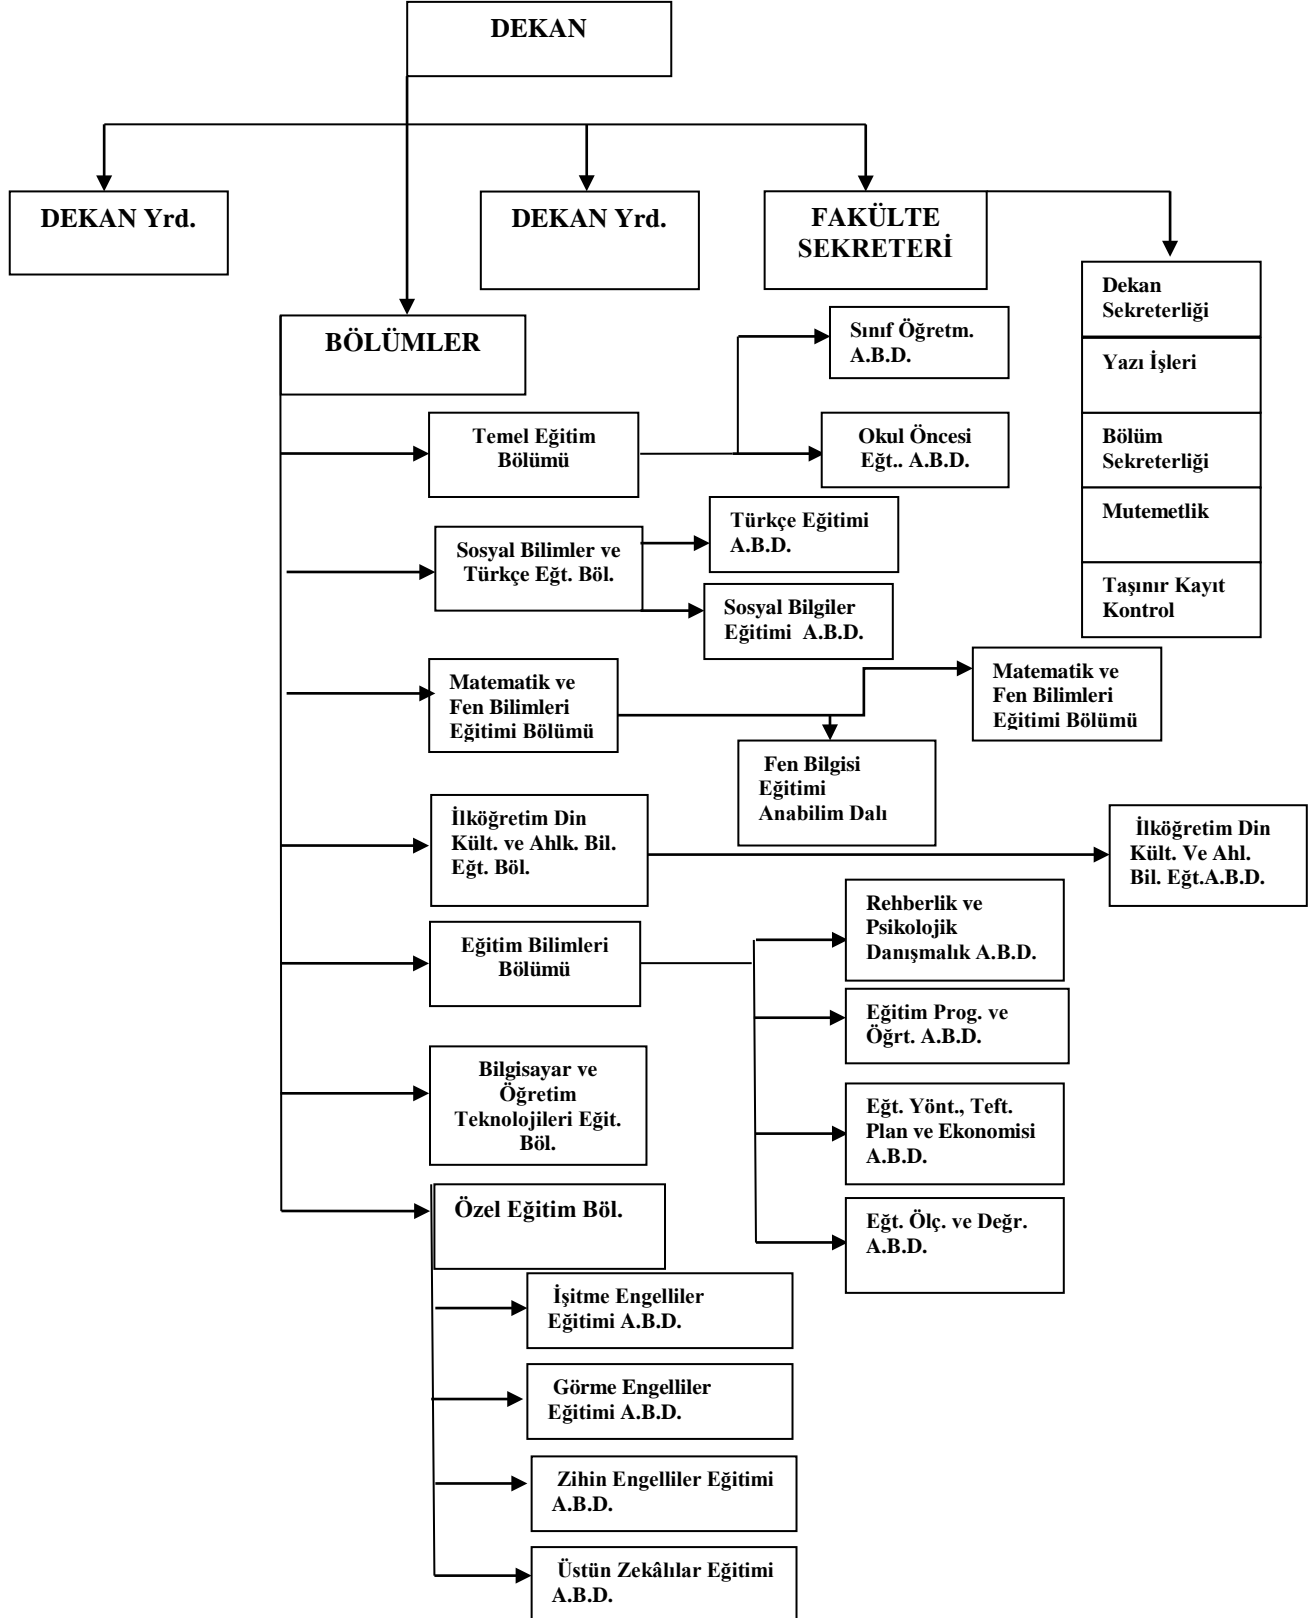 DEKAN
DEKAN Yrd.
DEKAN Yrd.
FAKÜLTE
SEKRETERİ
Dekan
Sekreterliği
Yazı İşleri
Bölüm
Sekreterliği
Mutemetlik
Taşınır Kayıt
Kontrol
BÖLÜMLER
Temel Eğitim
Bölümü
Sınıf Öğretm.
A.B.D.
Okul Öncesi
Eğt.. A.B.D.
Sosyal Bilimler ve
Türkçe Eğt. Böl.
Türkçe Eğitimi
A.B.D.
Sosyal Bilgiler
Eğitimi A.B.D.
Matematik ve
Fen Bilimleri
Eğitimi Bölümü
Matematik ve
Fen Bilimleri
Eğitimi Bölümü
Fen Bilgisi
Eğitimi
Anabilim Dalı
İlköğretim Din
Kült. ve Ahlk. Bil.
Eğt. Böl.
İlköğretim Din
Kült. Ve Ahl.
Bil. Eğt.A.B.D.
Eğitim Bilimleri
Bölümü
Rehberlik ve
Psikolojik
Danışmalık A.B.D.
Eğitim Prog. ve
Öğrt. A.B.D.
Eğt. Yönt., Teft.
Plan ve Ekonomisi
A.B.D.
Eğt. Ölç. ve Değr.
A.B.D.
Bilgisayar ve
Öğretim
Teknolojileri Eğit.
Böl.
Özel Eğitim Böl.
İşitme Engelliler
Eğitimi A.B.D.
Görme Engelliler
Eğitimi A.B.D.
Zihin Engelliler Eğitimi
A.B.D.
Üstün Zekâlılar Eğitimi
A.B.D.